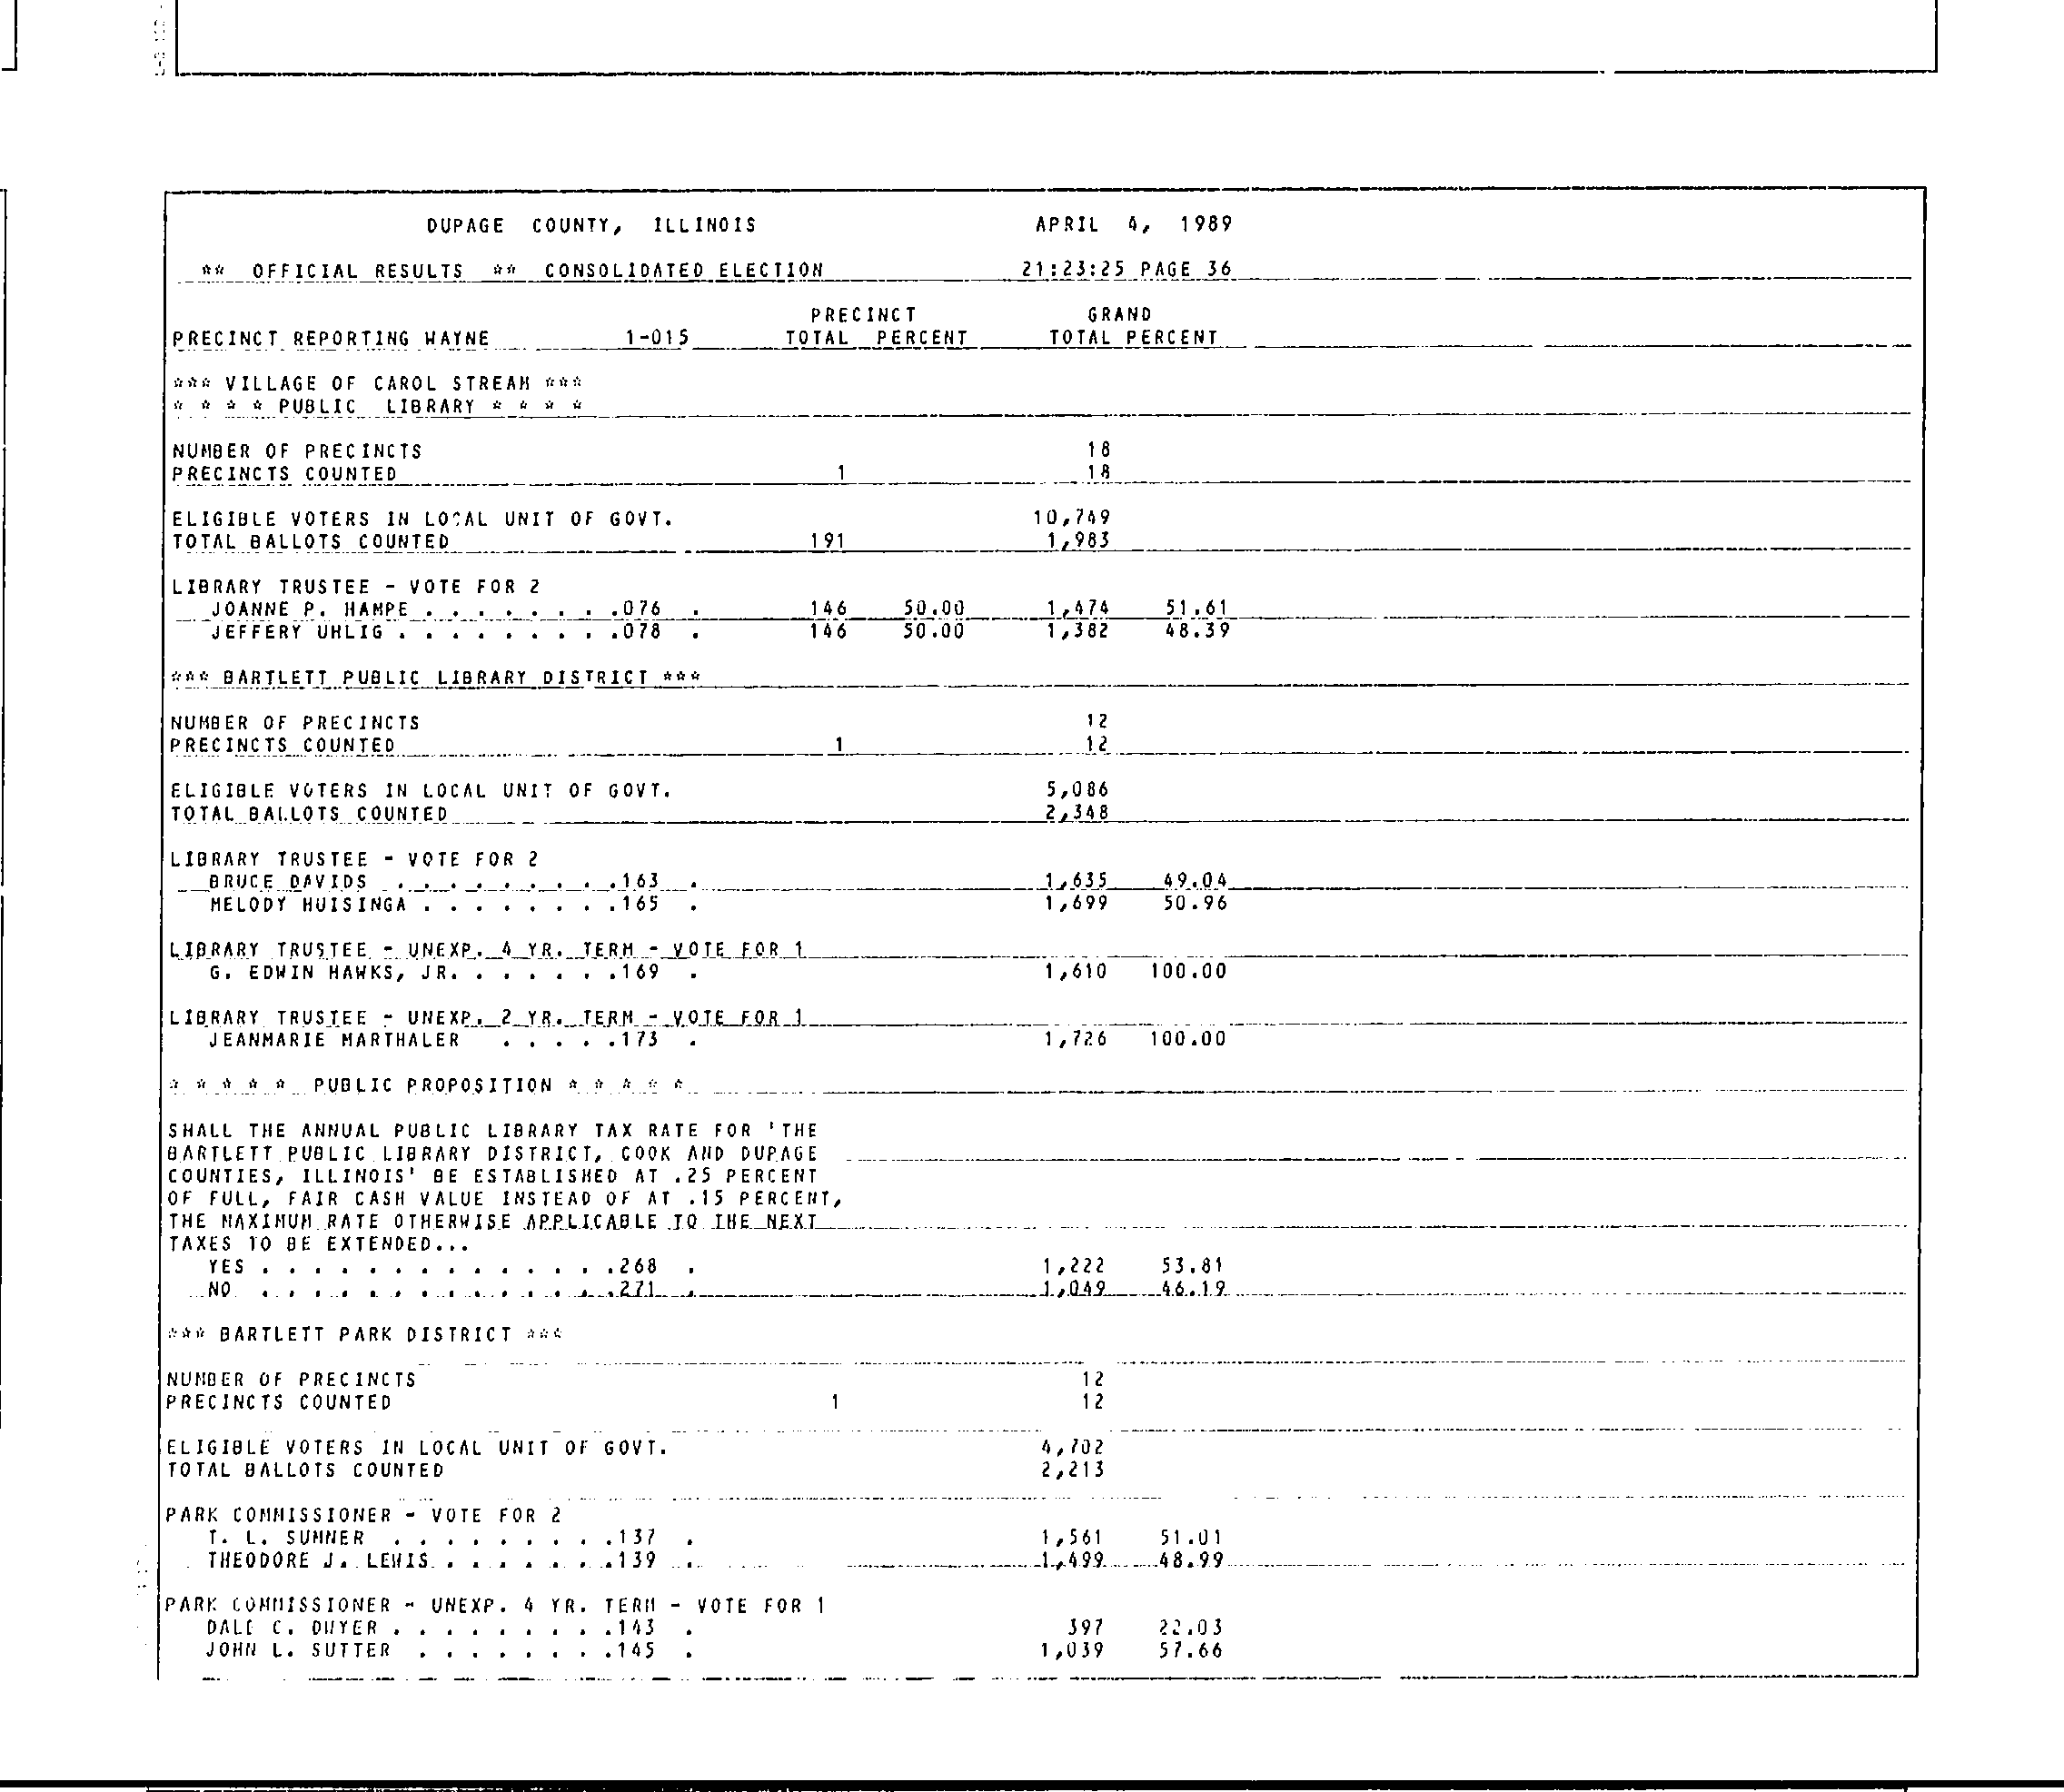 DUPAGE COUNTY, ILLINOIS APRIL 4, 1989
** OFFICIAL RESULTS ** CONSOLIDATED ELECTION 21:23:25 PAGE 36
PRECINCT GRAND
PRECINCT REPORTING WAYNE 1-015 TOTAL PERCENT TOTAL PERCENT
*** VILLAGE OF CAROL STREAM ***
* * * * PUBLIC LIBRARY * * * *
NUMBER OF PRECINCTS 18
PRECINCTS COUNTED 1 18
ELIGIBLE VOTERS IN LOCAL UNIT OF GOVT. 10,749
TOTAL BALLOTS COUNTED 191 1,983
LIBRARY TRUSTEE - VOTE FOR 2
JOANNE P. HAMPE . . . . . . . .076 . 146 50.00 1,474 51.61
JEFFERY UHLIG . . . . . . . . .078 . 146 50.00 1,382 48.39
*** BARTLETT PUBLIC LIBRARY DISTRICT ***
NUMBER OF PRECINCTS 12
PRECINCTS COUNTED 1 12
ELIGIBLE VOTERS IN LOCAL UNIT OF GOVT. 5,086
TOTAL BALLOTS COUNTED 2,348
LIBRARY TRUSTEE - VOTE FOR 2
BRUCE DAVIDS . . . . . . . . .163 . 1,635 49.04
MELODY HUISINGA . . . . . . . .165 . 1,699 50.96
LIBRARY TRUSTEE - UNEXP. 4 YR. TERM - VOTE FOR 1
G. EDWIN HAWKS, JR. . . . . . .169 . 1,610 100.00
LIBRARY TRUSTEE - UNEXP. 2 YR. TERM - VOTE FOR 1
JEANMARIE MARTHALER . . . . .173 . 1,726 100.00
* * * * * PUBLIC PROPOSITION * * * * *
SHALL THE ANNUAL PUBLIC LIBRARY TAX RATE FOR 'THE
BARTLETT PUBLIC LIBRARY DISTRICT, COOK AND DUPAGE
COUNTIES, ILLINOIS' BE ESTABLISHED AT .25 PERCENT
OF FULL, FAIR CASH VALUE INSTEAD OF AT .15 PERCENT,
THE MAXIMUM RATE OTHERWISE APPLICABLE TO THE NEXT
TAXES TO BE EXTENDED...
YES . . . . . . . . . . . . . .268 . 1,222 53.81
NO . . . . . . . . . . . . . .271 . 1,049 46.19
*** BARTLETT PARK DISTRICT ***
NUMBER OF PRECINCTS 12
PRECINCTS COUNTED 1 12
ELIGIBLE VOTERS IN LOCAL UNIT OF GOVT. 4,702
TOTAL BALLOTS COUNTED 2,213
PARK COMMISSIONER - VOTE FOR 2
T. L. SUMNER . . . . . . . . .137 . 1,561 51.01
THEODORE J. LEWIS . . . . . . .139 . 1,499 48.99
PARK COMMISSIONER - UNEXP. 4 YR. TERM - VOTE FOR 1
DALE C. DWYER . . . . . . . . .143 . 397 22.03
JOHN L. SUTTER . . . . . . . .145 . 1,039 57.66